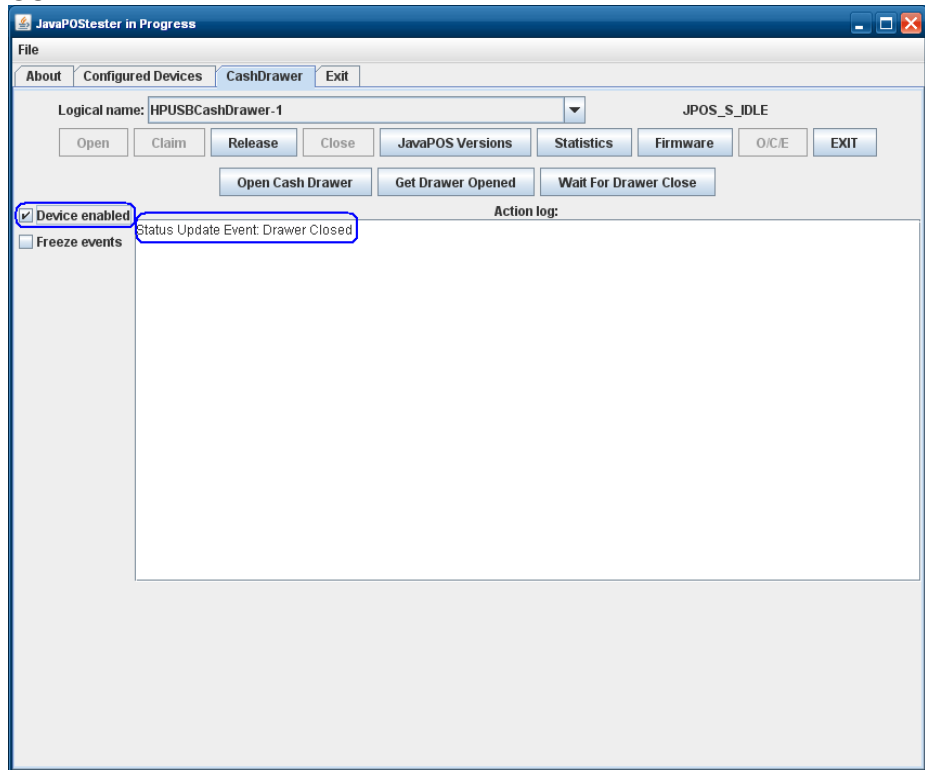 JavaPOStester in Progress
File
About Configured Devices CashDrawer Exit
Logical name: HPUSBCashDrawer-1 JPOS_S_IDLE
Open Claim Release Close JavaPOS Versions Statistics Firmware O/C/E EXIT
Open Cash Drawer Get Drawer Opened Wait For Drawer Close
Device enabled Action log:
Status Update Event: Drawer Closed
Freeze events